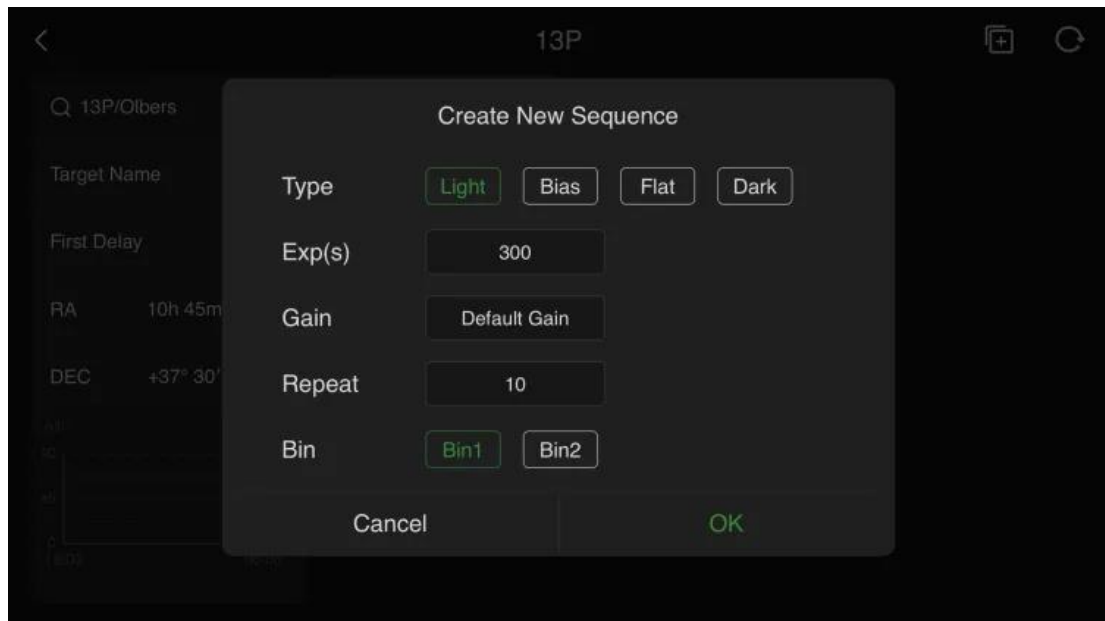 13P
13P/Olbers
Target Name
First Delay
RA 10h 45m
DEC +37° 30'
Create New Sequence
Type Light Bias Flat Dark
Exp(s) 300
Gain Default Gain
Repeat 10
Bin Bin1 Bin2
Cancel OK